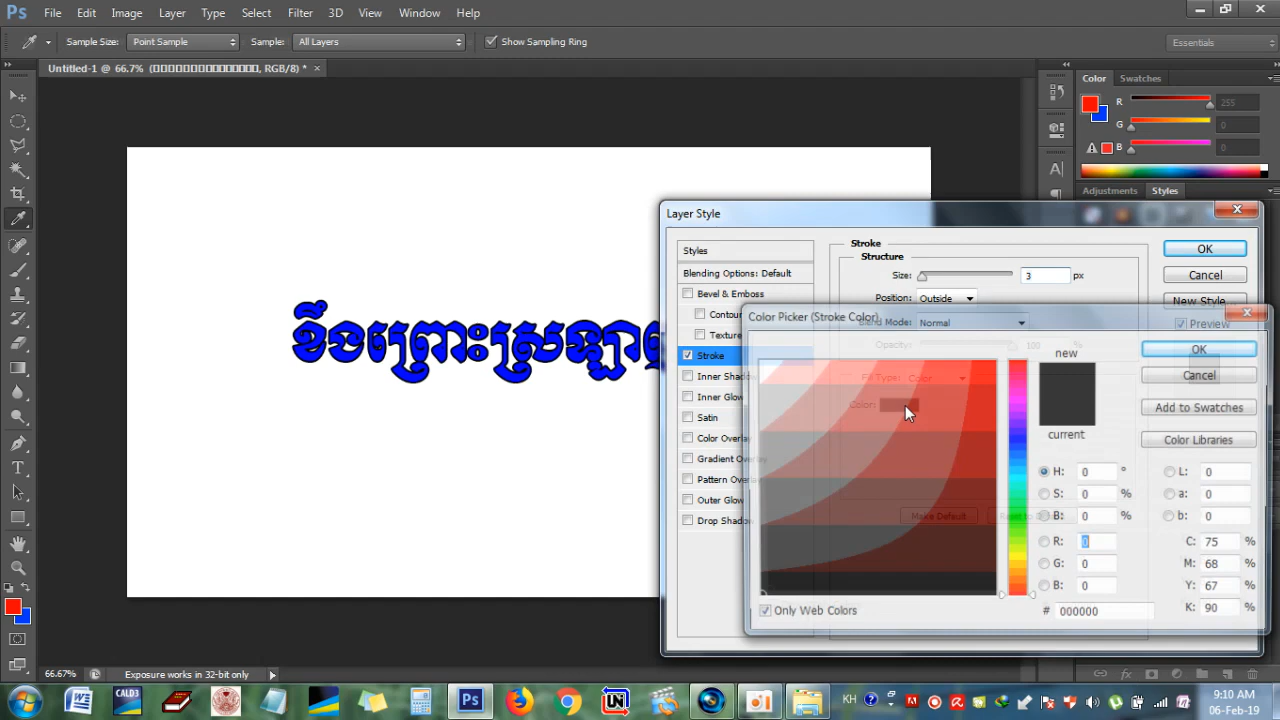 Ps File Edit Image Layer Type Select Filter 3D View Window Help
Sample Size: Point Sample Sample: All Layers Show Sampling Ring Essentials
Untitled-1 @ 66.7% (▯▯▯▯▯▯▯▯▯▯▯▯▯▯▯▯, RGB/8) * ×
Color Swatches
R 255
G 0
B 0
Adjustments Styles
Layer Style
Styles
Blending Options: Default
Bevel & Emboss
Contour
Texture
Stroke
Inner Shadow
Inner Glow
Satin
Color Overlay
Gradient Overlay
Pattern Overlay
Outer Glow
Drop Shadow
Stroke
Structure
Size: 3 px
Position: Outside
Blend Mode: Normal
Opacity: 100 %
Fill Type: Color
Color:
Make Default Reset to De
OK
Cancel
New Style...
Preview
Color Picker (Stroke Color)
new
current
OK
Cancel
Add to Swatches
Color Libraries
H: 0 ° L: 0
S: 0 % a: 0
B: 0 % b: 0
R: 0 C: 75 %
G: 0 M: 68 %
B: 0 Y: 67 %
# 000000 K: 90 %
Only Web Colors
ខឹងព្រោះស្រឡាញ់
66.67% Exposure works in 32-bit only
CALD3 Ps UN KH 9:10 AM
06-Feb-19